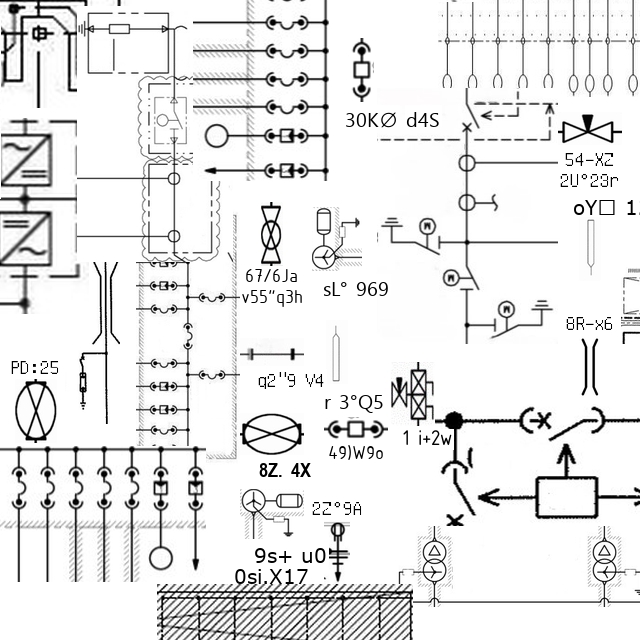 30KØ d4S
54-XZ
2U°23r
oY□ 1
67/6Ja
v55"q3h
sL° 969
8R-x6
PD:25
q2"9 V4
r 3°Q5
1 i+2w
49)W9o
8Z. 4X
2Z°9A
9s+ u0
0si,X17
M
M
M
M